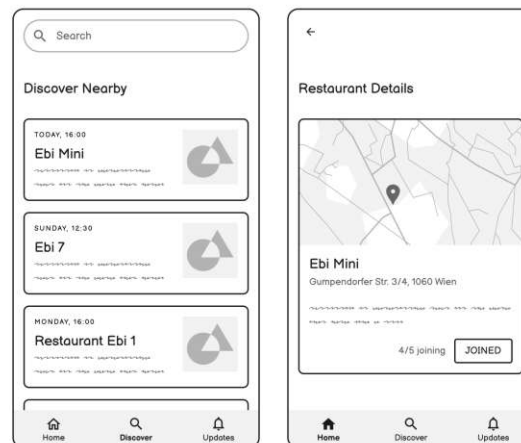 Search
Discover Nearby
TODAY, 16:00
Ebi Mini
SUNDAY, 12:30
Ebi 7
MONDAY, 16:00
Restaurant Ebi 1
Home
Discover
Updates
←
Restaurant Details
Ebi Mini
Gumpendorfer Str. 3/4, 1060 Wien
4/5 joining
JOINED
Home
Discover
Updates